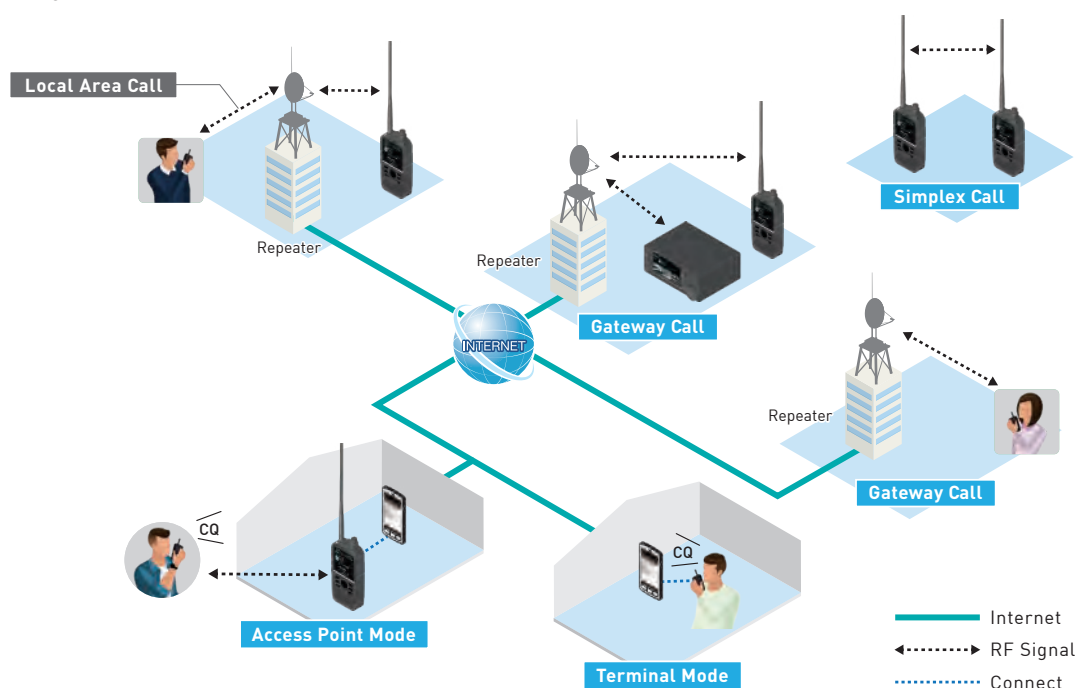 Local Area Call
Repeater
Simplex Call
Repeater
Gateway Call
INTERNET
Repeater
Gateway Call
CQ
CQ
Access Point Mode
Terminal Mode
Internet
RF Signal
Connect